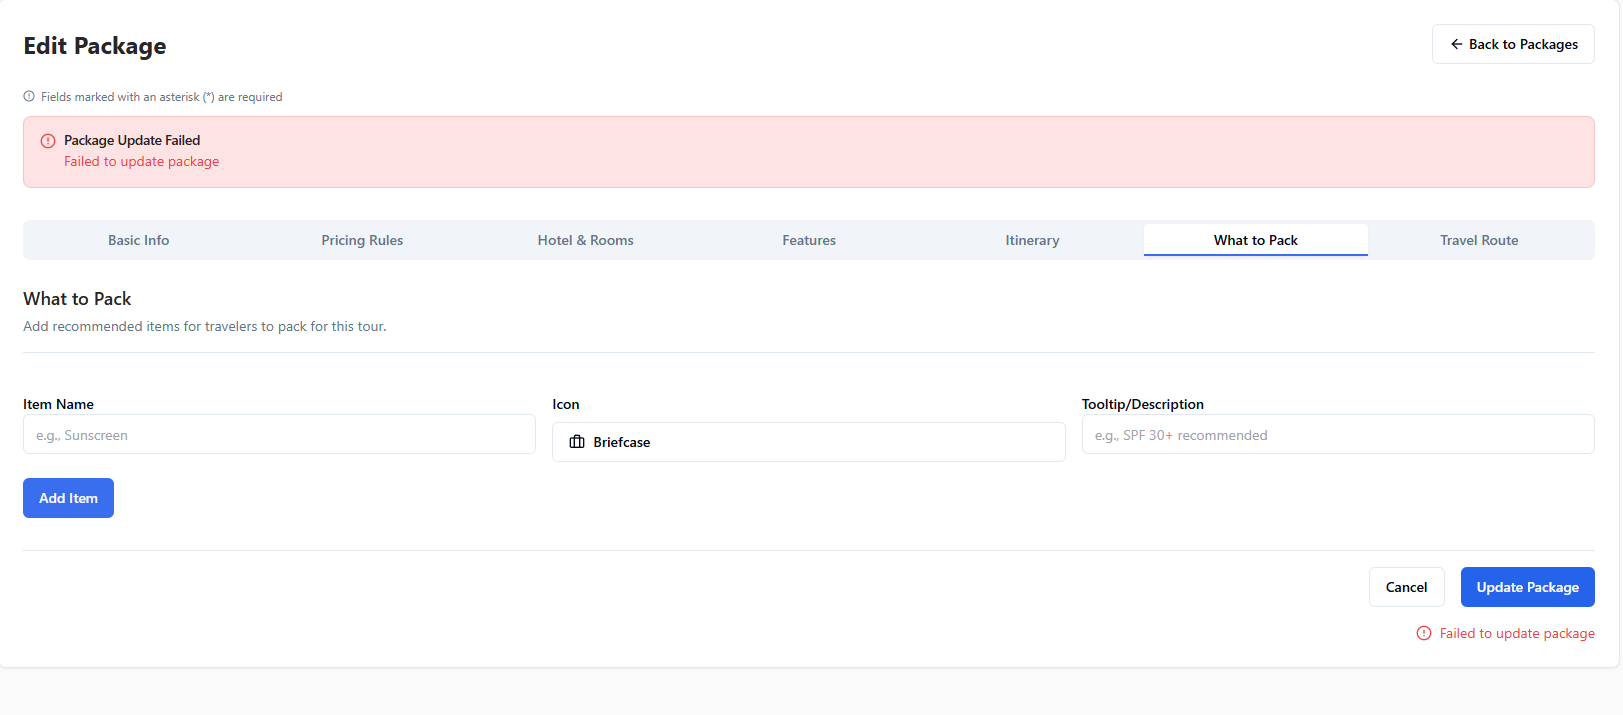 Edit Package
← Back to Packages
Fields marked with an asterisk (*) are required
Package Update Failed
Failed to update package
Basic Info Pricing Rules Hotel & Rooms Features Itinerary What to Pack Travel Route
What to Pack
Add recommended items for travelers to pack for this tour.
Item Name Icon Tooltip/Description
e.g., Sunscreen Briefcase e.g., SPF 30+ recommended
Add Item
Cancel Update Package
Failed to update package